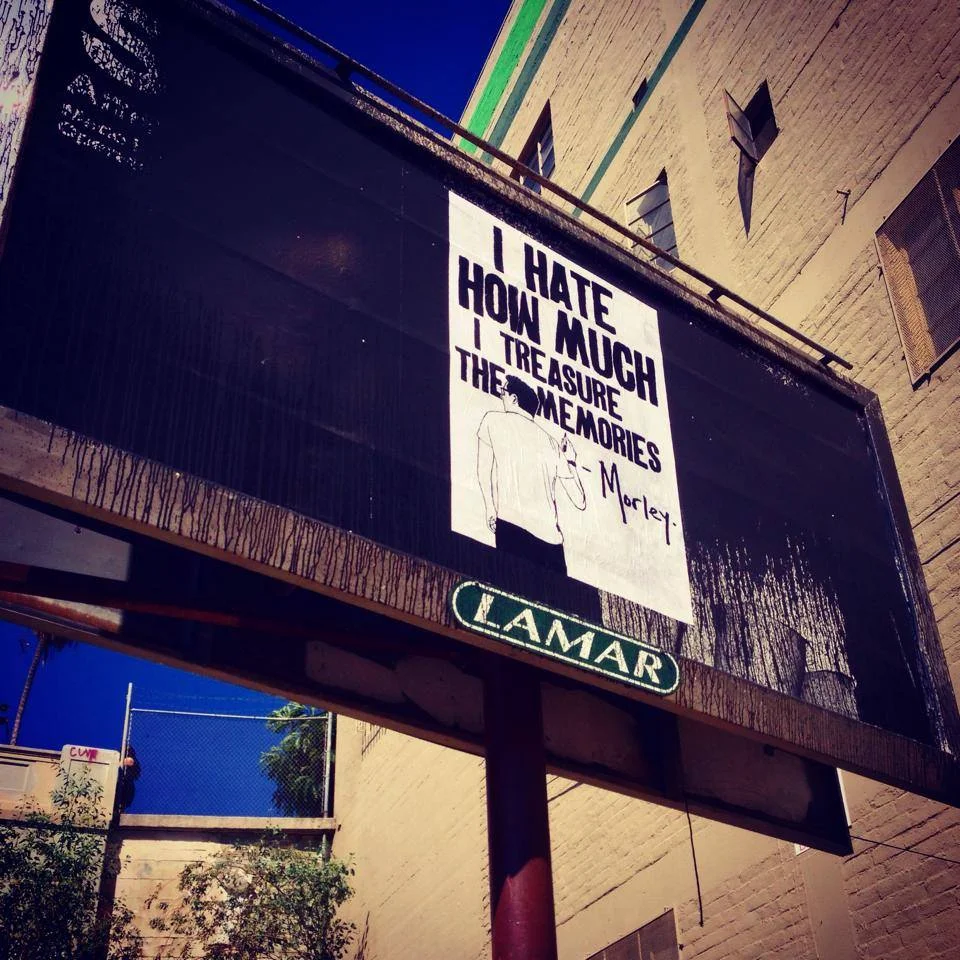 I HATE
HOW MUCH
I TREASURE
THE MEMORIES
- Morley.
LAMAR